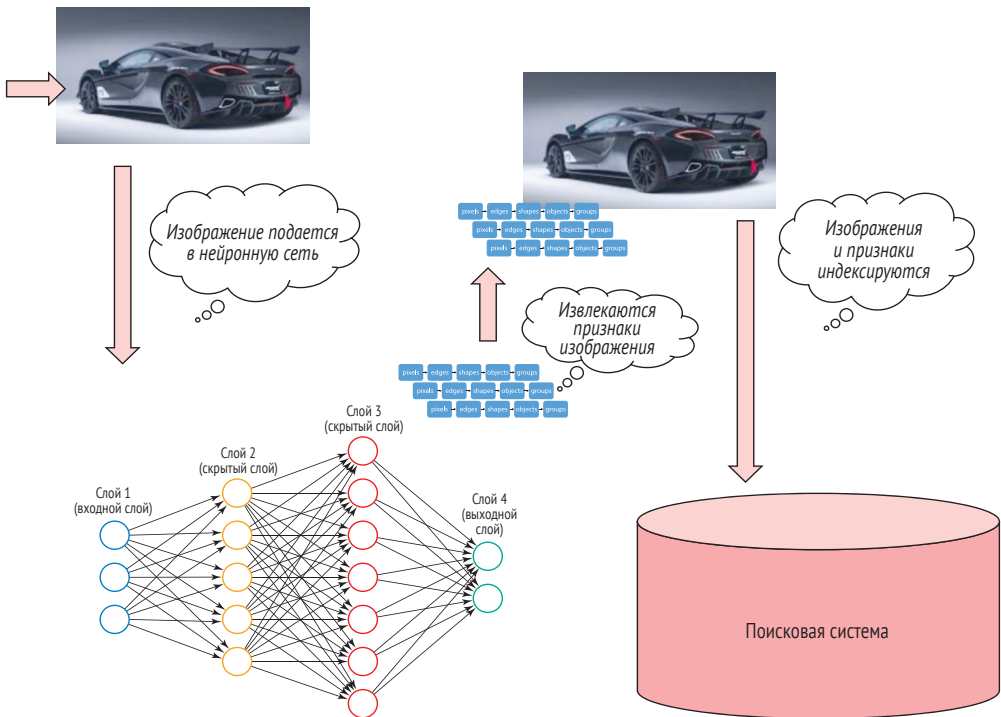 Изображение подается
в нейронную сеть
pixels edges shapes objects groups
pixels edges shapes objects groups
pixels edges shapes objects groups
Изображения
и признаки
индексируются
Извлекаются
признаки
изображения
pixels edges shapes objects groups
pixels edges shapes objects groups
pixels edges shapes objects groups
Слой 1
(входной слой)
Слой 2
(скрытый слой)
Слой 3
(скрытый слой)
Слой 4
(выходной
слой)
Поисковая система